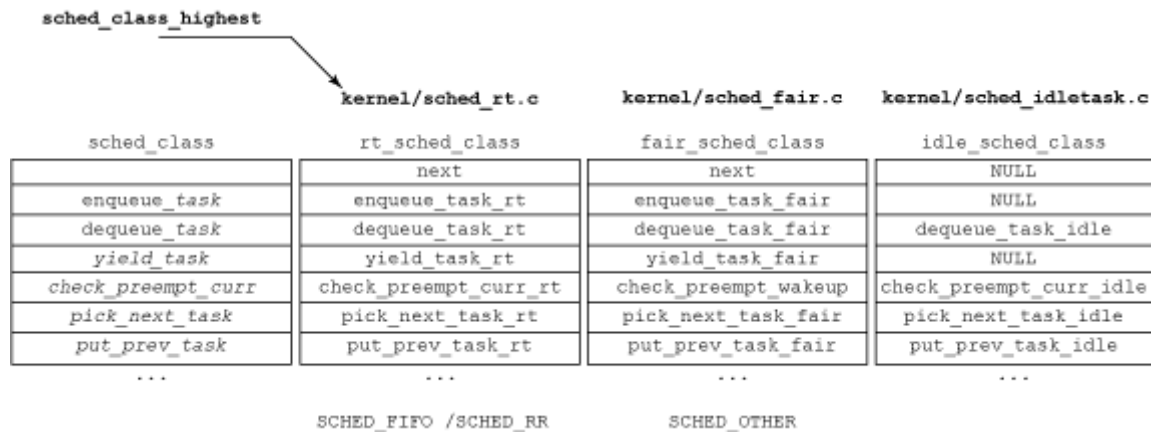 sched_class_highest
kernel/sched_rt.c kernel/sched_fair.c kernel/sched_idletask.c
sched_class rt_sched_class fair_sched_class idle_sched_class
next next NULL
enqueue_task enqueue_task_rt enqueue_task_fair NULL
dequeue_task dequeue_task_rt dequeue_task_fair dequeue_task_idle
yield_task yield_task_rt yield_task_fair NULL
check_preempt_curr check_preempt_curr_rt check_preempt_wakeup check_preempt_curr_idle
pick_next_task pick_next_task_rt pick_next_task_fair pick_next_task_idle
put_prev_task put_prev_task_rt put_prev_task_fair put_prev_task_idle
... ... ... ...
SCHED_FIFO /SCHED_RR SCHED_OTHER